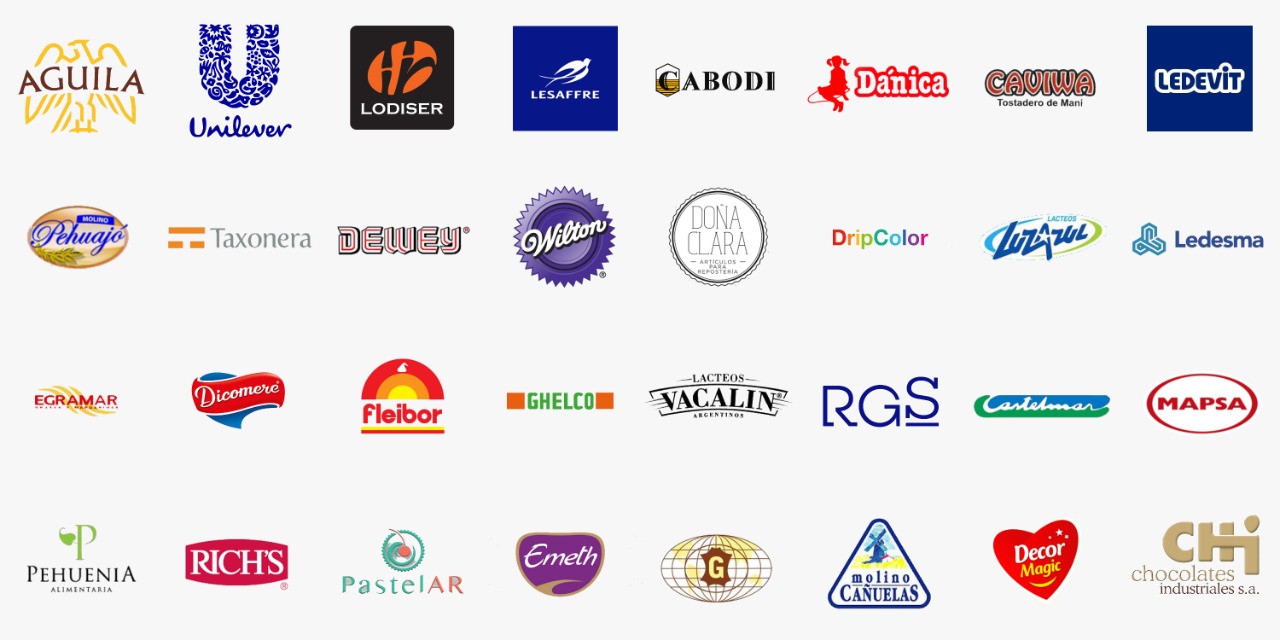 AGUILA
Unilever
LODISER
LESAFFRE
CABODI
Dánica
CAVIWA
Tostadero de Maní
LEDEVIT
MOLINO
Pehuajó
Taxonera
DEWEY®
Wilton®
DOÑA
CLARA
ARTÍCULOS
PARA
REPOSTERÍA
DripColor
LACTEOS
LUZAZUL
Ledesma
EGRAMAR
Dicomere
Fleibor
GHELCO
LACTEOS
VACALIN®
ARGENTINOS
RGS
Castelmar
MAPSA
PEHUENIA
ALIMENTARIA
RICH'S®
PastelAR
Emeth
G
molino
CAÑUELAS
Decor
Magic
CHi
chocolates
industriales s.a.